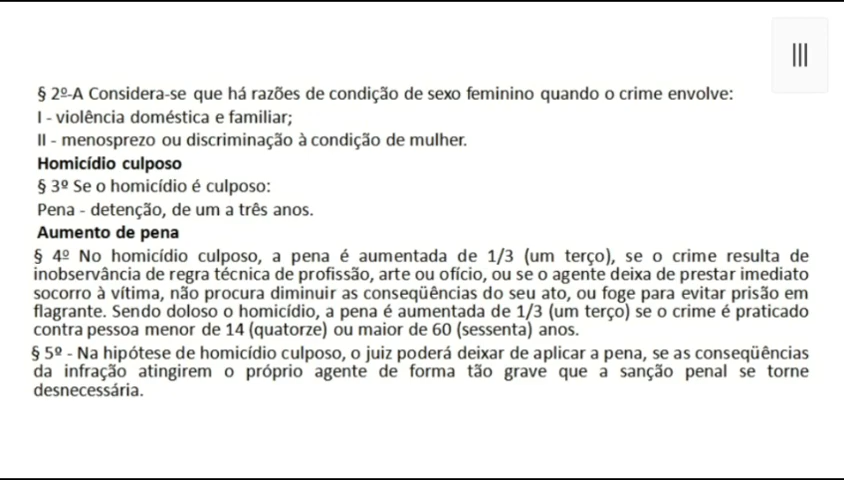 § 2º-A Considera-se que há razões de condição de sexo feminino quando o crime envolve:
I - violência doméstica e familiar;
II - menosprezo ou discriminação à condição de mulher.
Homicídio culposo
§ 3º Se o homicídio é culposo:
Pena - detenção, de um a três anos.
Aumento de pena
§ 4º No homicídio culposo, a pena é aumentada de 1/3 (um terço), se o crime resulta de
inobservância de regra técnica de profissão, arte ou ofício, ou se o agente deixa de prestar imediato
socorro à vítima, não procura diminuir as conseqüências do seu ato, ou foge para evitar prisão em
flagrante. Sendo doloso o homicídio, a pena é aumentada de 1/3 (um terço) se o crime é praticado
contra pessoa menor de 14 (quatorze) ou maior de 60 (sessenta) anos.
§ 5º - Na hipótese de homicídio culposo, o juiz poderá deixar de aplicar a pena, se as conseqüências
da infração atingirem o próprio agente de forma tão grave que a sanção penal se torne
desnecessária.